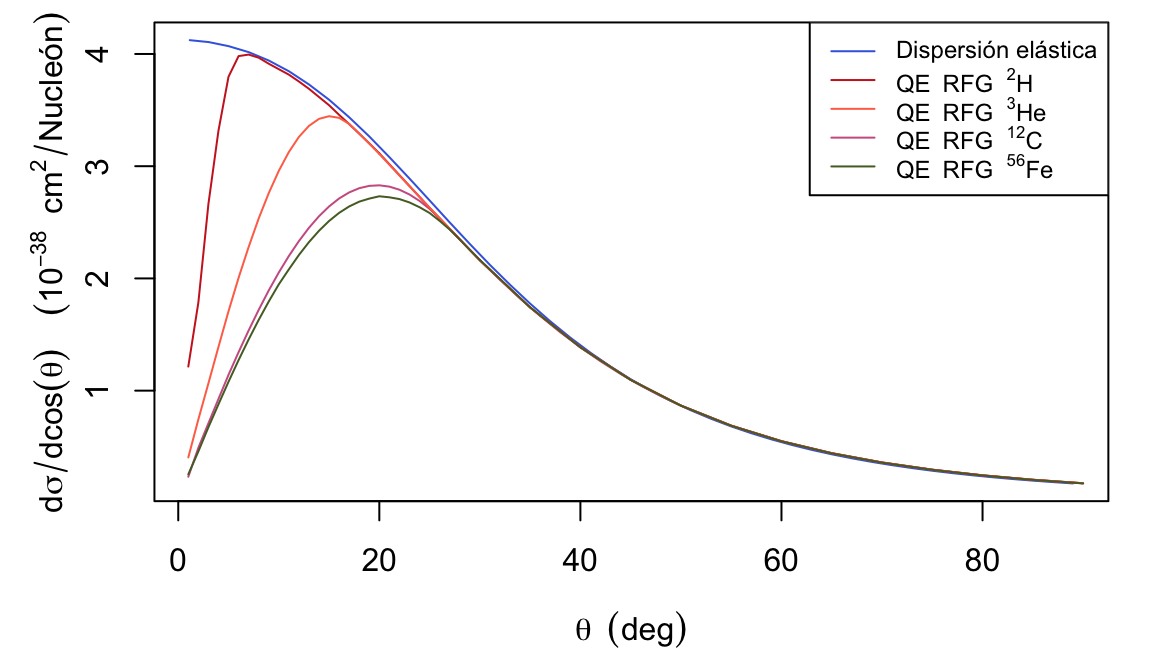 Dispersión elástica
QE RFG ²H
QE RFG ³He
QE RFG ¹²C
QE RFG ⁵⁶Fe
4
3
2
1
dσ/dcos(θ) (10⁻³⁸ cm²/Nucleón)
0 20 40 60 80
θ (deg)